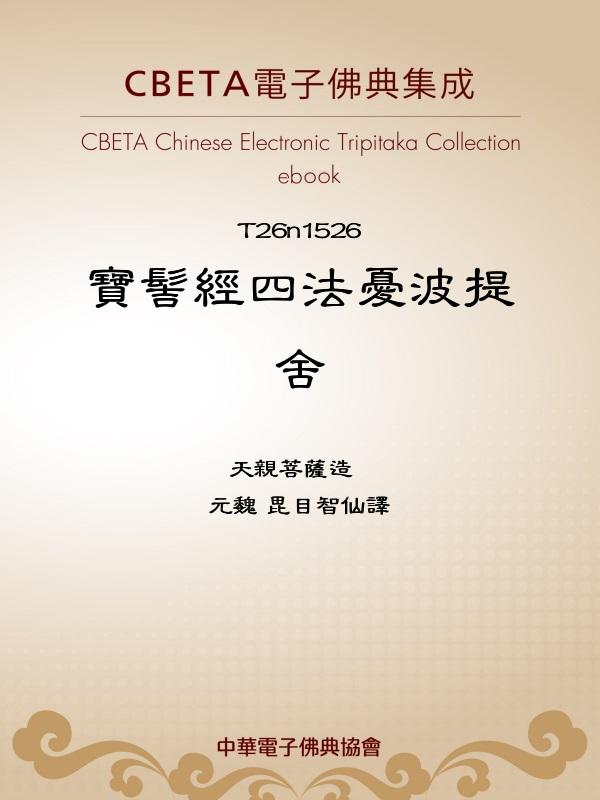 CBETA電子佛典集成
CBETA Chinese Electronic Tripitaka Collection
ebook
T26n1526
寶髻經四法憂波提
舍
天親菩薩造
元魏 毘目智仙譯
中華電子佛典協會